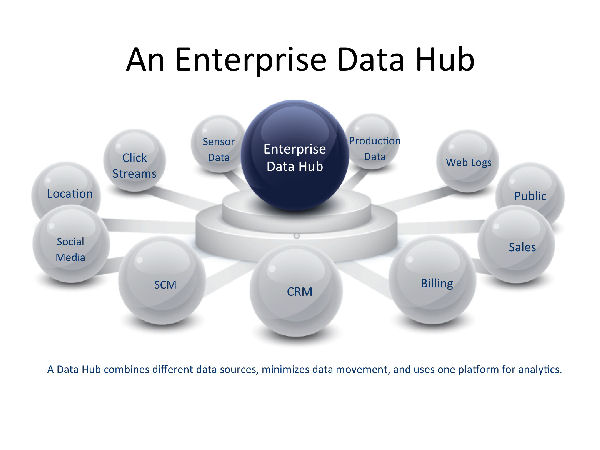 An Enterprise Data Hub
Sensor
Data
Enterprise
Data Hub
Production
Data
Click
Streams
Web Logs
Location
Public
Social
Media
Sales
SCM
CRM
Billing
A Data Hub combines different data sources, minimizes data movement, and uses one platform for analytics.